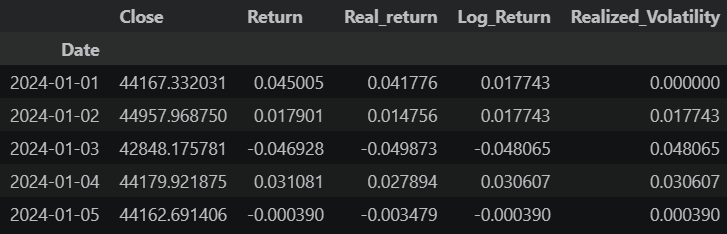 Close Return Real_return Log_Return Realized_Volatility
Date
2024-01-01 44167.332031 0.045005 0.041776 0.017743 0.000000
2024-01-02 44957.968750 0.017901 0.014756 0.017743 0.017743
2024-01-03 42848.175781 -0.046928 -0.049873 -0.048065 0.048065
2024-01-04 44179.921875 0.031081 0.027894 0.030607 0.030607
2024-01-05 44162.691406 -0.000390 -0.003479 -0.000390 0.000390